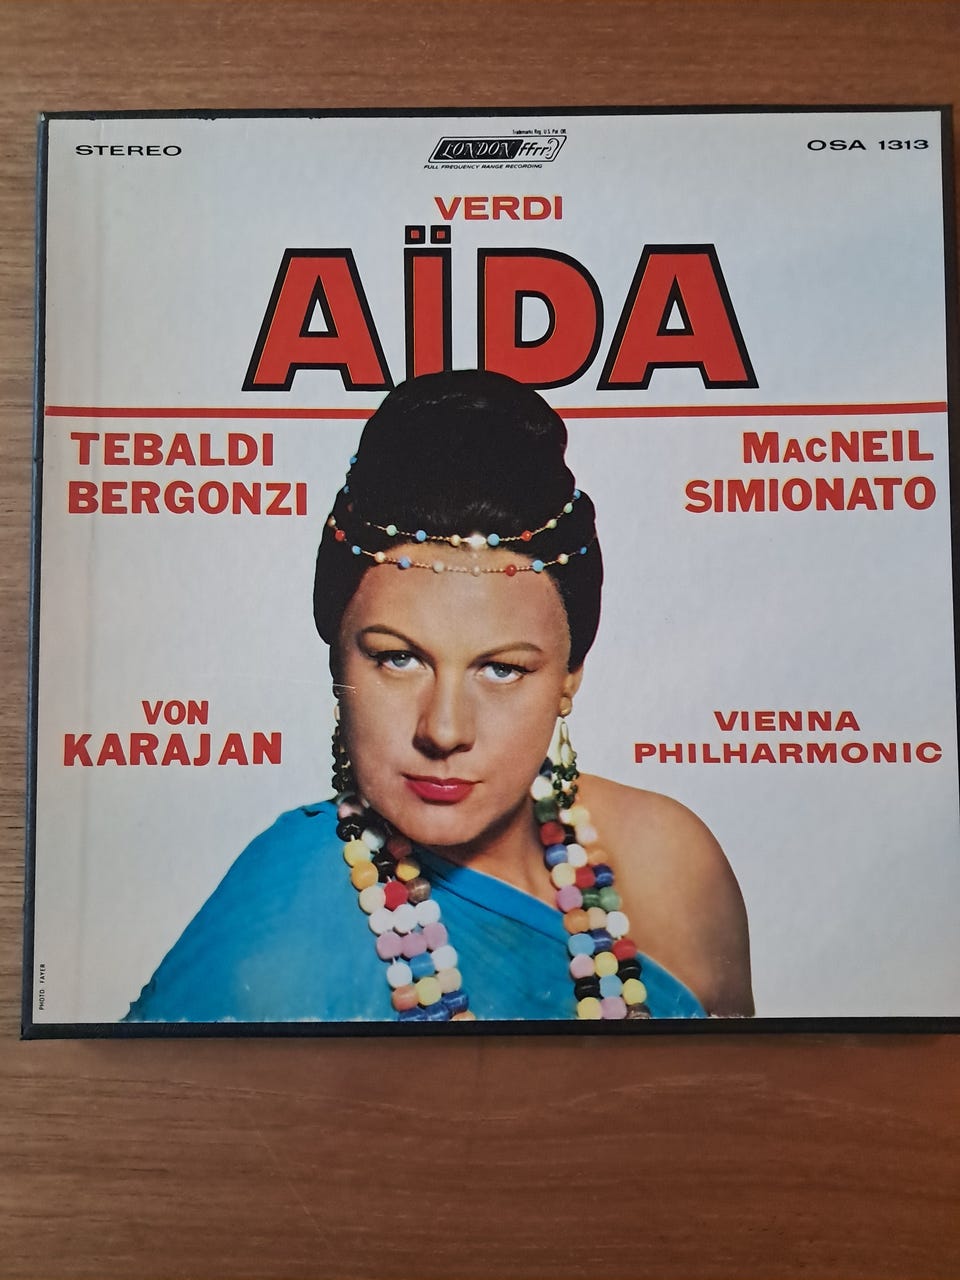 STEREO
Trademarks Reg. U.S. Pat. Off.
LONDON ffrr
FULL FREQUENCY RANGE RECORDING
OSA 1313
VERDI
AÏDA
TEBALDI
BERGONZI
MACNEIL
SIMIONATO
VON
KARAJAN
VIENNA
PHILHARMONIC
PHOTO: FAYER